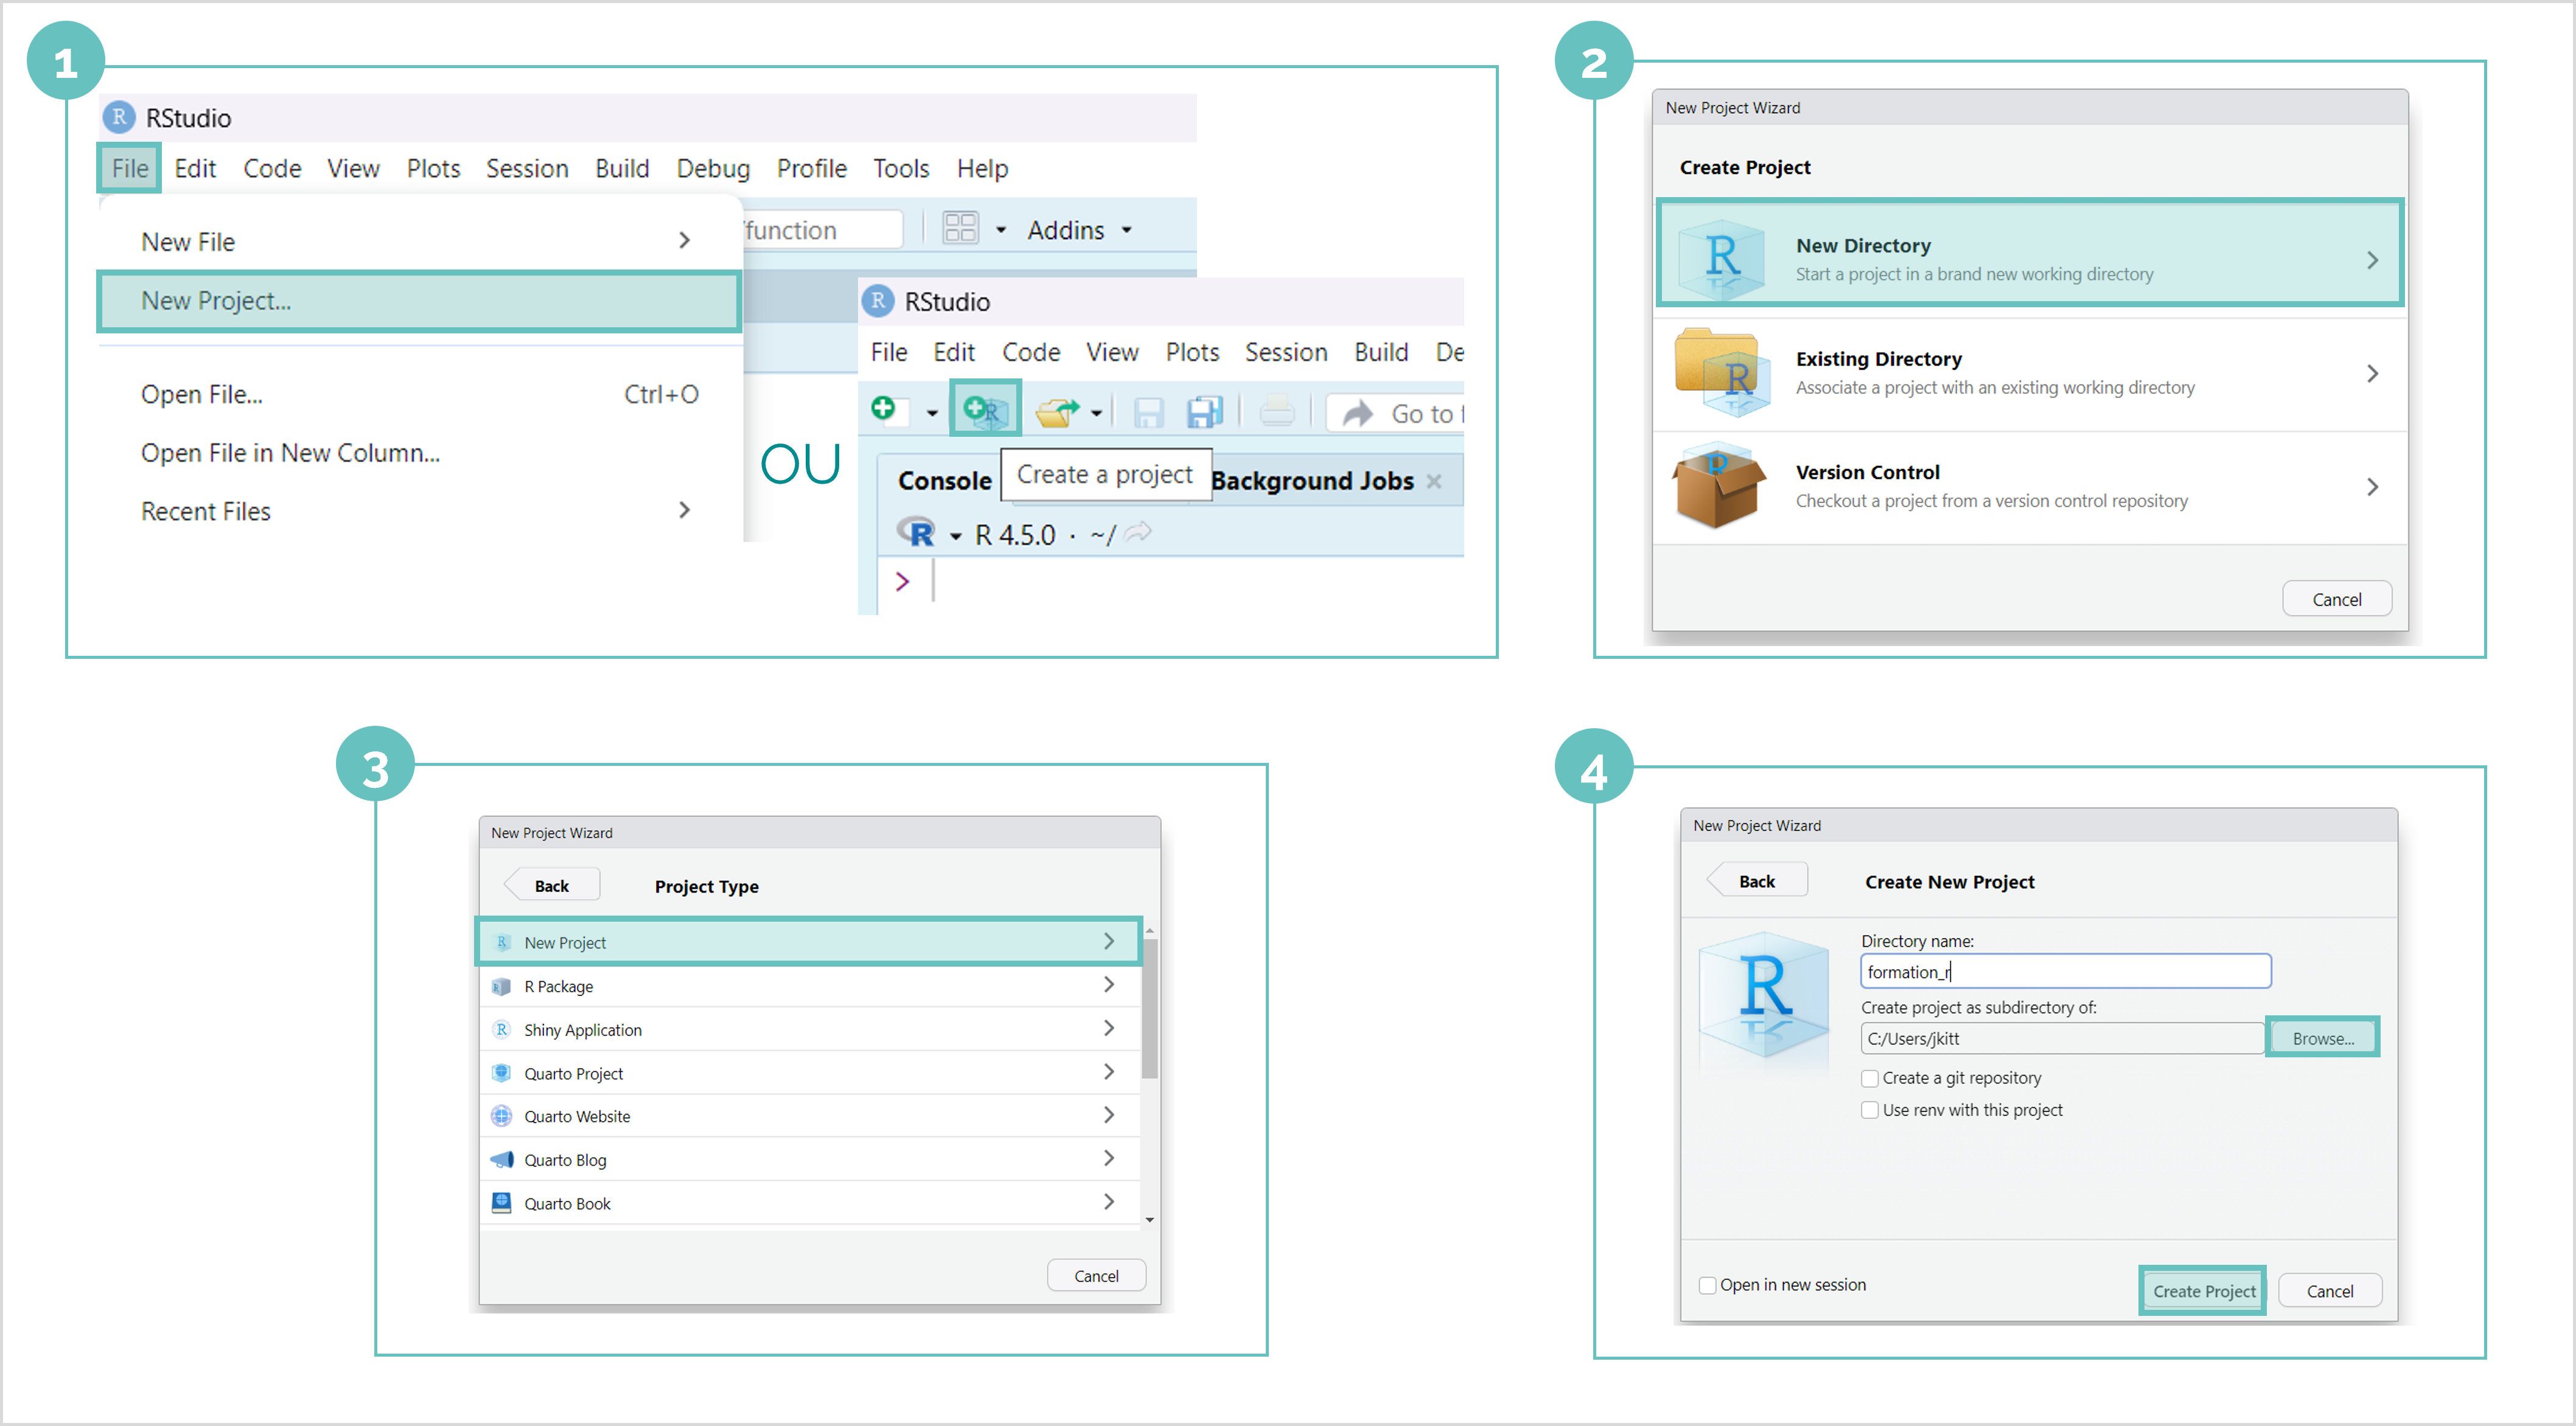 1
RStudio
File Edit Code View Plots Session Build Debug Profile Tools Help
function Addins
New File
New Project...
Open File... Ctrl+O
Open File in New Column...
Recent Files
OU
RStudio
File Edit Code View Plots Session Build De
Go to f
Console Background Jobs
Create a project
R 4.5.0 · ~/
>
2
New Project Wizard
Create Project
New Directory
Start a project in a brand new working directory
Existing Directory
Associate a project with an existing working directory
Version Control
Checkout a project from a version control repository
Cancel
3
New Project Wizard
Back Project Type
New Project
R Package
Shiny Application
Quarto Project
Quarto Website
Quarto Blog
Quarto Book
Cancel
4
New Project Wizard
Back Create New Project
Directory name:
formation_r
Create project as subdirectory of:
C:/Users/jkitt Browse...
Create a git repository
Use renv with this project
Open in new session Create Project Cancel